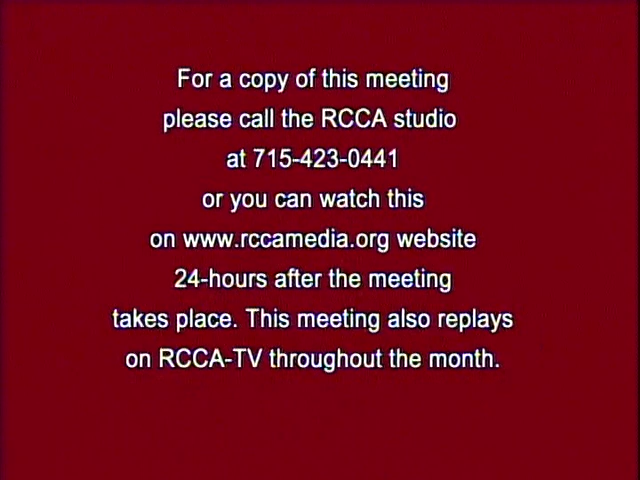 For a copy of this meeting
please call the RCCA studio
at 715-423-0441
or you can watch this
on www.rccamedia.org website
24-hours after the meeting
takes place. This meeting also replays
on RCCA-TV throughout the month.